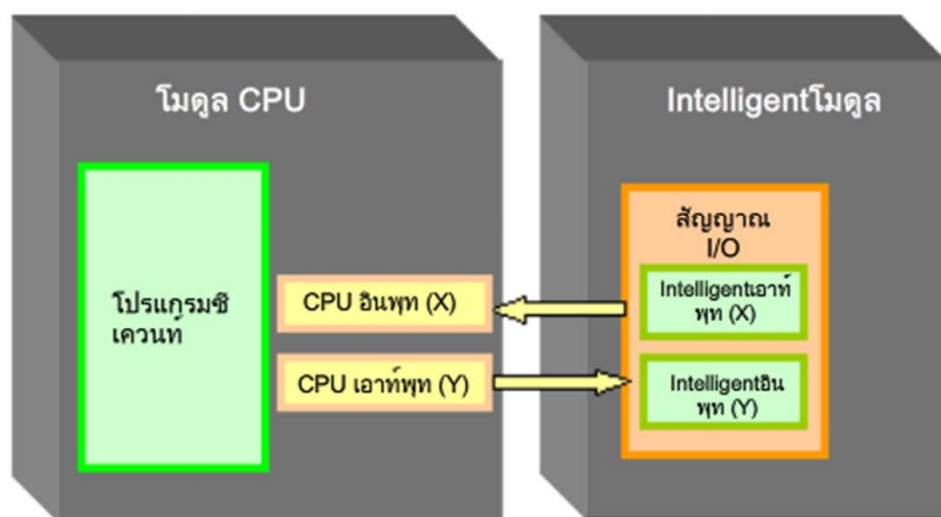 โมดูล CPU
โปรแกรมซี
เควนท์
CPU อินพุท (X)
CPU เอาท์พุท (Y)
Intelligentโมดูล
สัญญาณ
I/O
Intelligentเอาท์
พุท (X)
Intelligentอิน
พุท (Y)